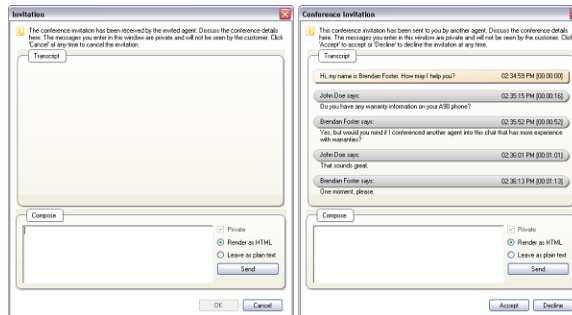 Invitation
The conference invitation has been received by the invited agent. Discuss the conference details
here. The messages you enter in this window are private and will not be seen by the customer. Click
'Cancel' at any time to cancel the invitation.
Transcript
Compose
Private
Render as HTML
Leave as plain text
Send
OK Cancel
Conference Invitation
This conference invitation has been sent to you by another agent. Discuss the conference details
here. The messages you enter in this window are private and will not be seen by the customer. Click
'Accept' to accept or 'Decline' to decline the invitation at any time.
Transcript
Hi, my name is Brendan Foster. How may I help you? 02:34:59 PM [00:00:00]
John Doe says: 02:35:15 PM [00:00:16]
Do you have any warranty information on your A90 phone?
Brendan Foster says: 02:35:52 PM [00:00:52]
Yes, but would you mind if I conferenced another agent into this chat that has more experience
with warranties?
John Doe says: 02:36:01 PM [00:01:01]
That sounds great.
Brendan Foster says: 02:36:13 PM [00:01:13]
One moment, please.
Compose
Private
Render as HTML
Leave as plain text
Send
Accept Decline